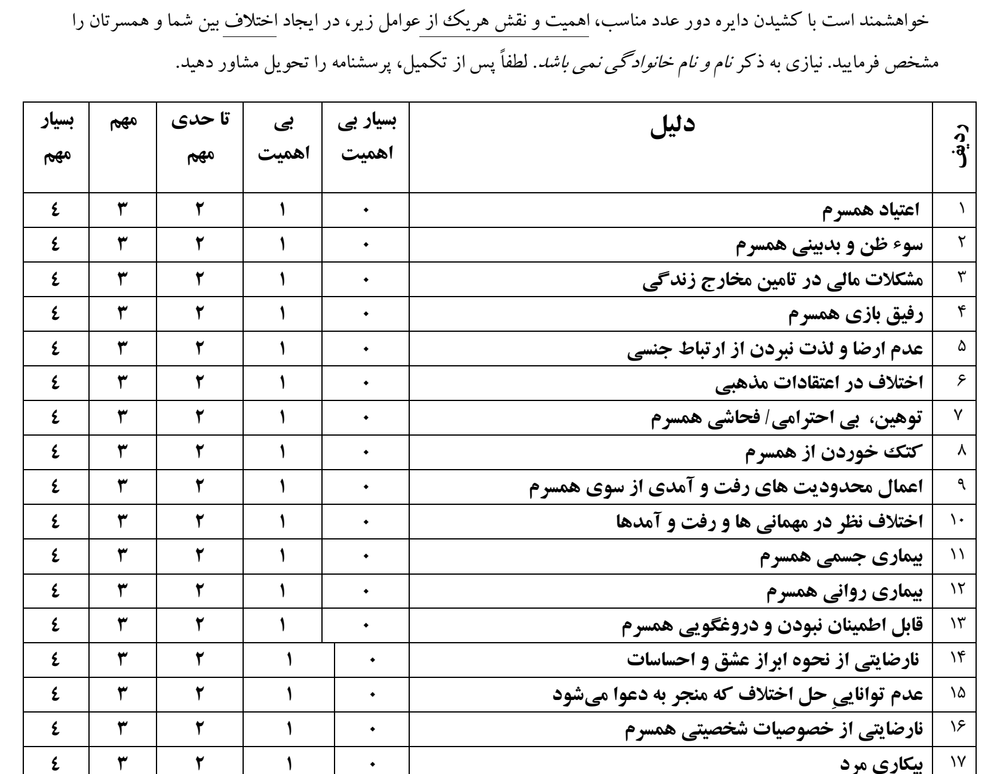 خواهشمند است با کشیدن دایره دور عدد مناسب، اهمیت و نقش هریک از عوامل زیر، در ایجاد اختلاف بین شما و همسرتان را
مشخص فرمایید. نیازی به ذکر نام و نام خانوادگی نمی باشد. لطفاً پس از تکمیل، پرسشنامه را تحویل مشاور دهید.
ردیف دلیل بسیار بی اهمیت بی اهمیت تا حدی مهم مهم بسیار مهم
۱ اعتیاد همسرم ۰ ۱ ۲ ۳ ٤
۲ سوء ظن و بدبینی همسرم ۰ ۱ ۲ ۳ ٤
۳ مشکلات مالی در تامین مخارج زندگی ۰ ۱ ۲ ۳ ٤
۴ رفیق بازی همسرم ۰ ۱ ۲ ۳ ٤
۵ عدم ارضا و لذت نبردن از ارتباط جنسی ۰ ۱ ۲ ۳ ٤
۶ اختلاف در اعتقادات مذهبی ۰ ۱ ۲ ۳ ٤
۷ توهین، بی احترامی/ فحاشی همسرم ۰ ۱ ۲ ۳ ٤
۸ کتک خوردن از همسرم ۰ ۱ ۲ ۳ ٤
۹ اعمال محدودیت های رفت و آمدی از سوی همسرم ۰ ۱ ۲ ۳ ٤
۱۰ اختلاف نظر در مهمانی ها و رفت و آمدها ۰ ۱ ۲ ۳ ٤
۱۱ بیماری جسمی همسرم ۰ ۱ ۲ ۳ ٤
۱۲ بیماری روانی همسرم ۰ ۱ ۲ ۳ ٤
۱۳ قابل اطمینان نبودن و دروغگویی همسرم ۰ ۱ ۲ ۳ ٤
۱۴ نارضایتی از نحوه ابراز عشق و احساسات ۰ ۱ ۲ ۳ ٤
۱۵ عدم تواناییِ حل اختلاف که منجر به دعوا می‌شود ۰ ۱ ۲ ۳ ٤
۱۶ نارضایتی از خصوصیات شخصیتی همسرم ۰ ۱ ۲ ۳ ٤
۱۷ بیکاری مرد ۰ ۱ ۲ ۳ ٤